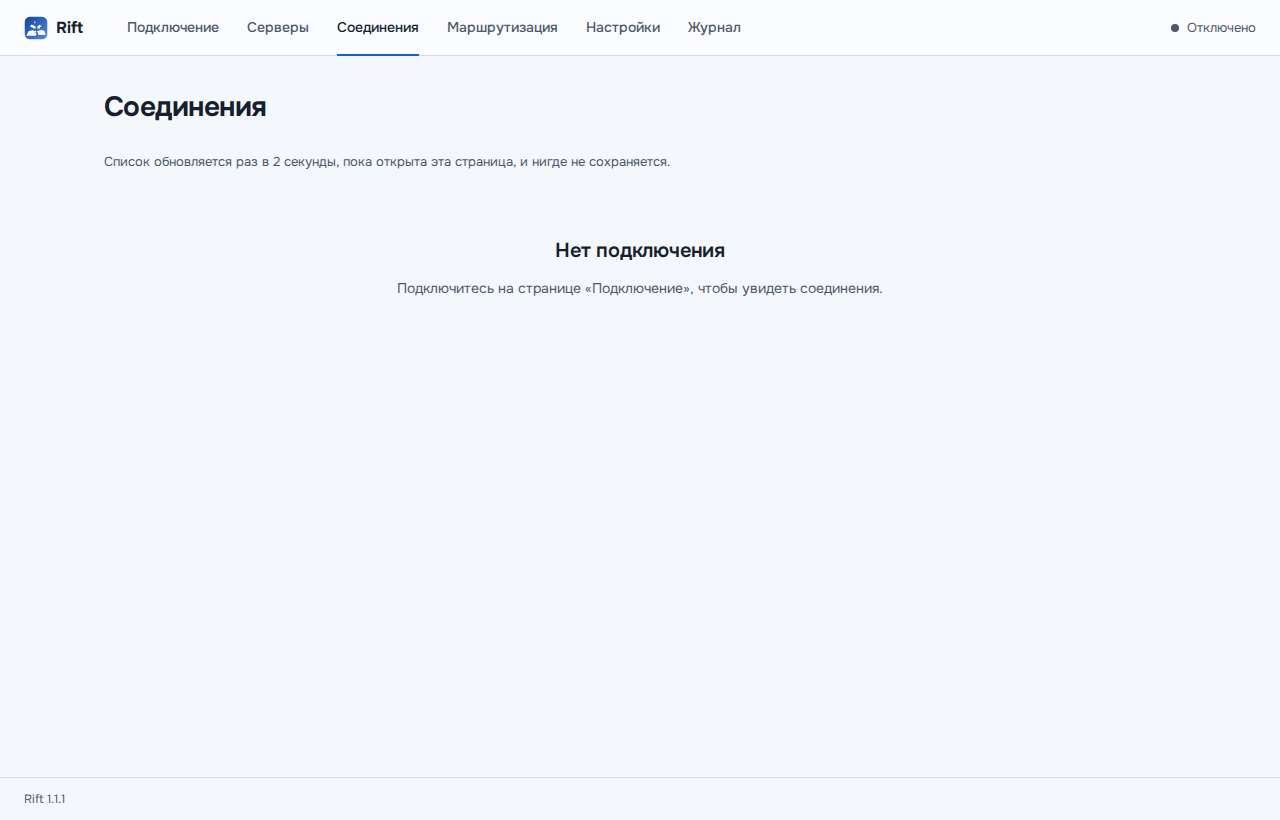 Rift
Подключение
Серверы
Соединения
Маршрутизация
Настройки
Журнал
Отключено
Соединения
Список обновляется раз в 2 секунды, пока открыта эта страница, и нигде не сохраняется.
Нет подключения
Подключитесь на странице «Подключение», чтобы увидеть соединения.
Rift 1.1.1